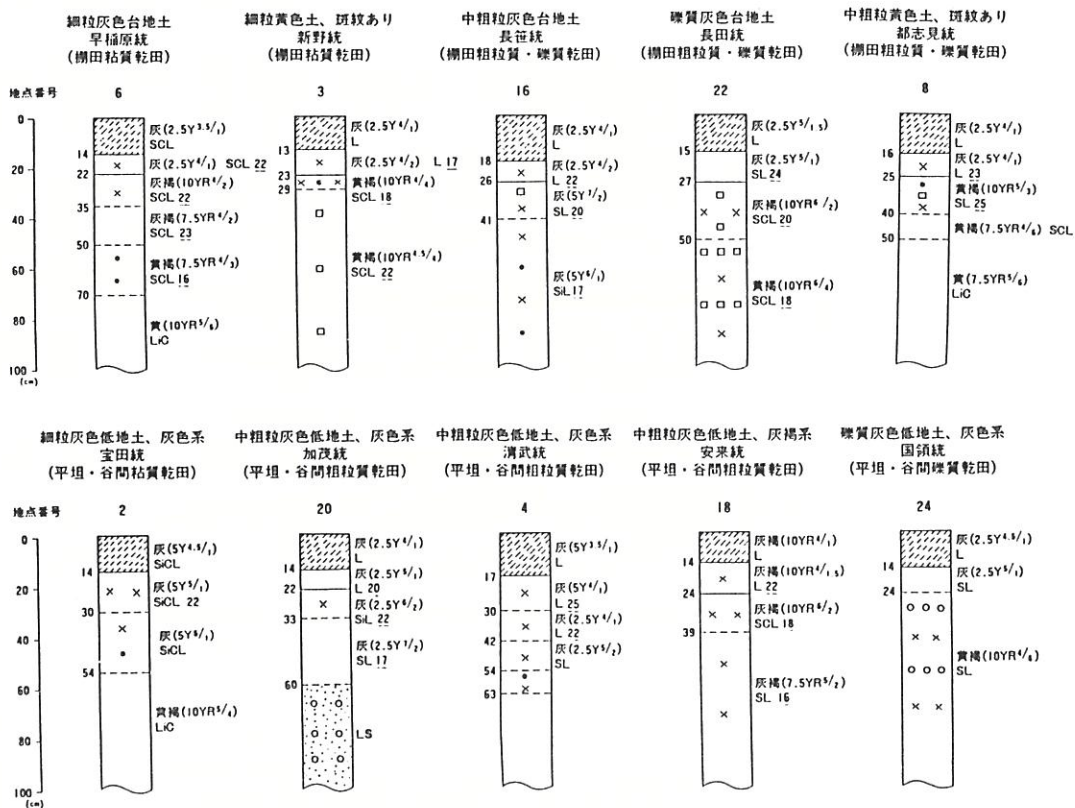 細粒灰色台地土
早稲原統
(棚田粘質乾田)
細粒黄色土、斑紋あり
新野統
(棚田粘質乾田)
中粗粒灰色台地土
長笹統
(棚田粗粒質・礫質乾田)
礫質灰色台地土
長田統
(棚田粗粒質・礫質乾田)
中粗粒黄色土、斑紋あり
都志見統
(棚田粗粒質・礫質乾田)
地点番号 6 3 16 22 8
0
20
40
60
80
100
(cm)
14
22
35
50
70
灰(2.5Y3.5/1)
SCL
灰(2.5Y4/1) SCL 22
灰褐(10YR4/2)
SCL 22
灰褐(7.5YR4/2)
SCL 23
黄褐(7.5YR4/3)
SCL 16
黄(10YR5/6)
LiC
13
23
29
灰(2.5Y4/1)
L
灰(2.5Y4/2) L 17
黄褐(10YR4/4)
SCL 18
黄褐(10YR4.5/4)
SCL 22
18
26
41
灰(2.5Y4/1)
L
灰(2.5Y4/2)
L 22
灰(5Y7/2)
SL 20
灰(5Y6/1)
SiL 17
15
27
50
灰(2.5Y5/1.5)
L
灰(2.5Y5/1)
SL 24
灰褐(10YR6/2)
SCL 20
黄褐(10YR6/4)
SCL 18
16
25
40
50
灰(2.5Y4/1)
L
灰(2.5Y4/1)
L 23
黄褐(10YR5/3)
SL 25
黄褐(7.5YR4/6) SCL
黄(7.5YR5/6)
LiC
細粒灰色低地土、灰色系
宝田統
(平坦・谷間粘質乾田)
中粗粒灰色低地土、灰色系
加茂統
(平坦・谷間粗粒質乾田)
中粗粒灰色低地土、灰色系
清武統
(平坦・谷間粗粒質乾田)
中粗粒灰色低地土、灰褐系
安来統
(平坦・谷間粗粒質乾田)
礫質灰色低地土、灰色系
国領統
(平坦・谷間礫質乾田)
地点番号 2 20 4 18 24
0
20
40
60
80
100
(cm)
14
30
54
灰(5Y4.5/1)
SiCL
灰(5Y5/1)
SiCL 22
灰(5Y6/1)
SiCL
黄褐(10YR5/4)
LiC
14
22
33
60
灰(2.5Y4/1)
L
灰(2.5Y5/1)
L 20
灰(2.5Y6/2)
SiL 22
灰(2.5Y7/2)
SL 17
LS
17
30
42
54
63
灰(5Y3.5/1)
L
灰(5Y4/1)
L 25
灰(2.5Y4/1)
L 22
灰(2.5Y5/2)
SL
14
24
39
灰褐(10YR4/1)
L
灰褐(10YR4/1.5)
L 22
灰褐(10YR6/2)
SCL 18
灰褐(7.5YR5/2)
SL 16
14
24
灰(2.5Y4.5/1)
L
灰(2.5Y5/1)
SL
黄褐(10YR4/6)
SL